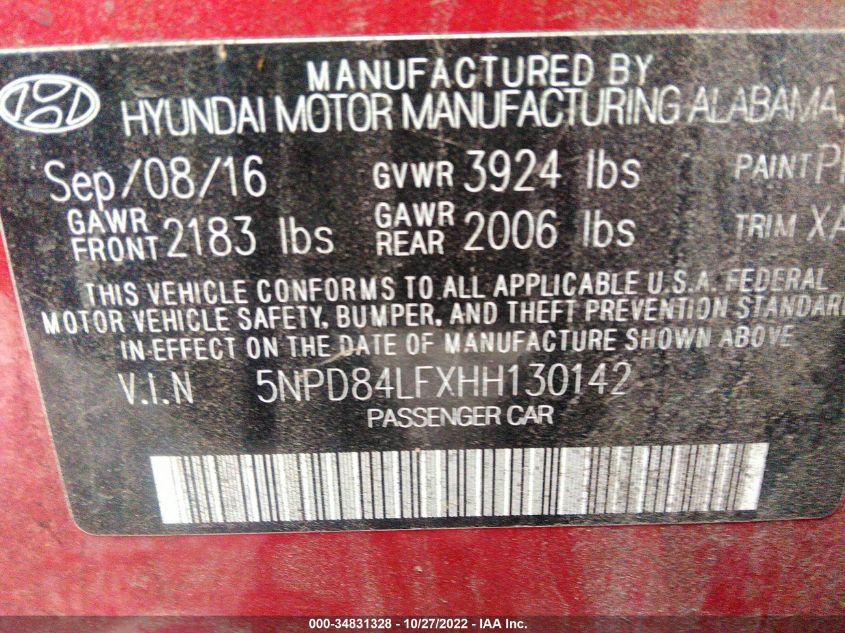 MANUFACTURED BY
HYUNDAI MOTOR MANUFACTURING ALABAMA,
Sep/08/16 GVWR 3924 lbs PAINT
GAWR FRONT 2183 lbs GAWR REAR 2006 lbs TRIM XA
THIS VEHICLE CONFORMS TO ALL APPLICABLE U.S.A. FEDERAL
MOTOR VEHICLE SAFETY, BUMPER, AND THEFT PREVENTION STANDARD
IN EFFECT ON THE DATE OF MANUFACTURE SHOWN ABOVE
V.I.N 5NPD84LFXHH130142
PASSENGER CAR
000-34831328 - 10/27/2022 - IAA Inc.